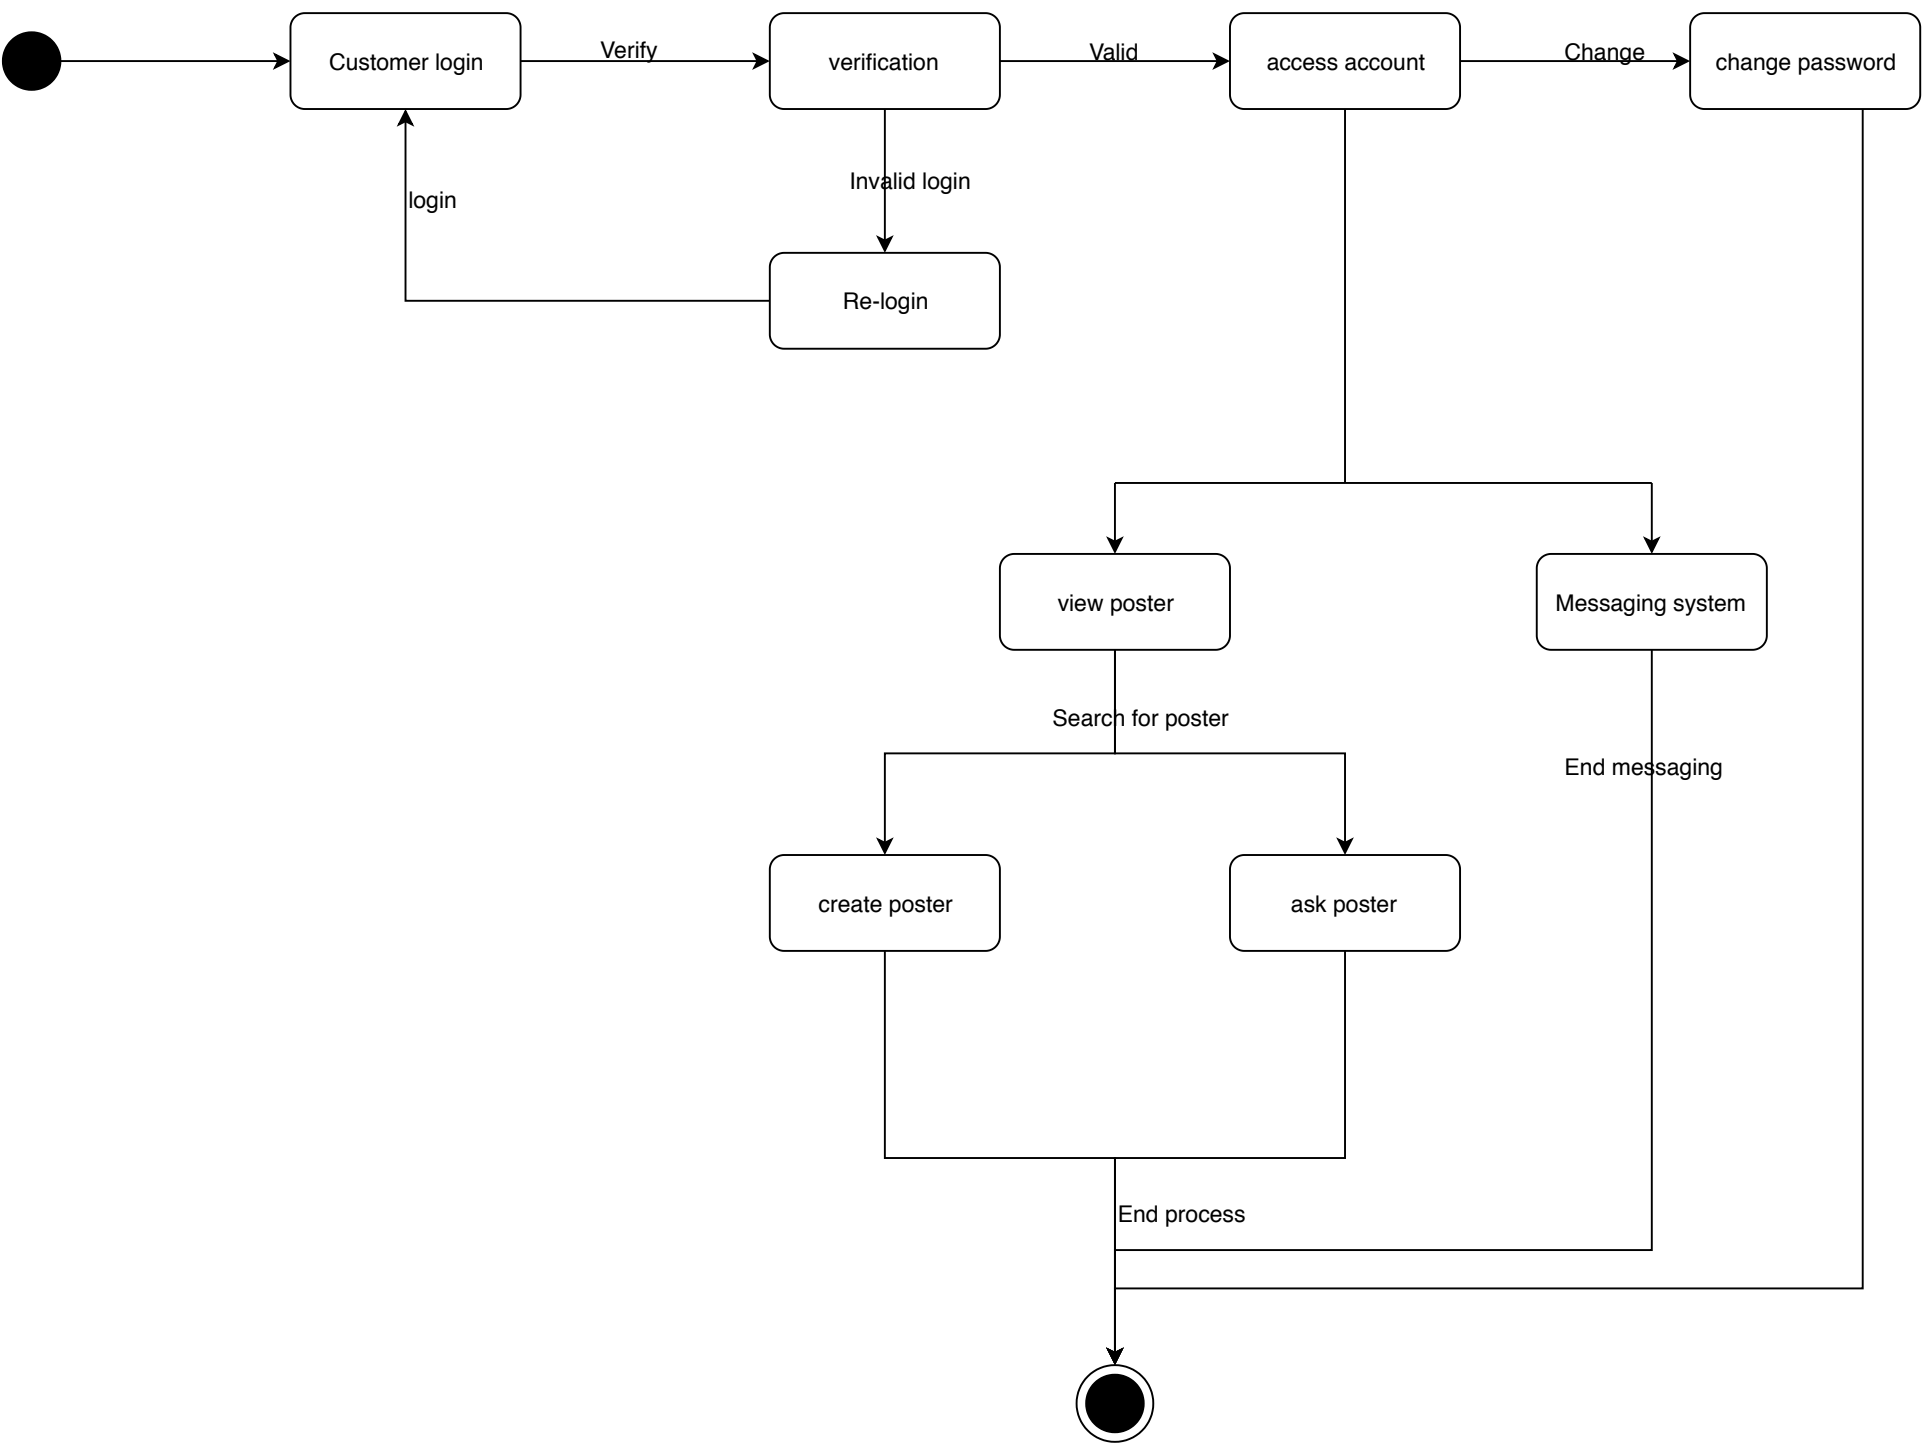 Customer login
Verify
verification
Valid
access account
Change
change password
Invalid login
login
Re-login
view poster
Messaging system
Search for poster
End messaging
create poster
ask poster
End process